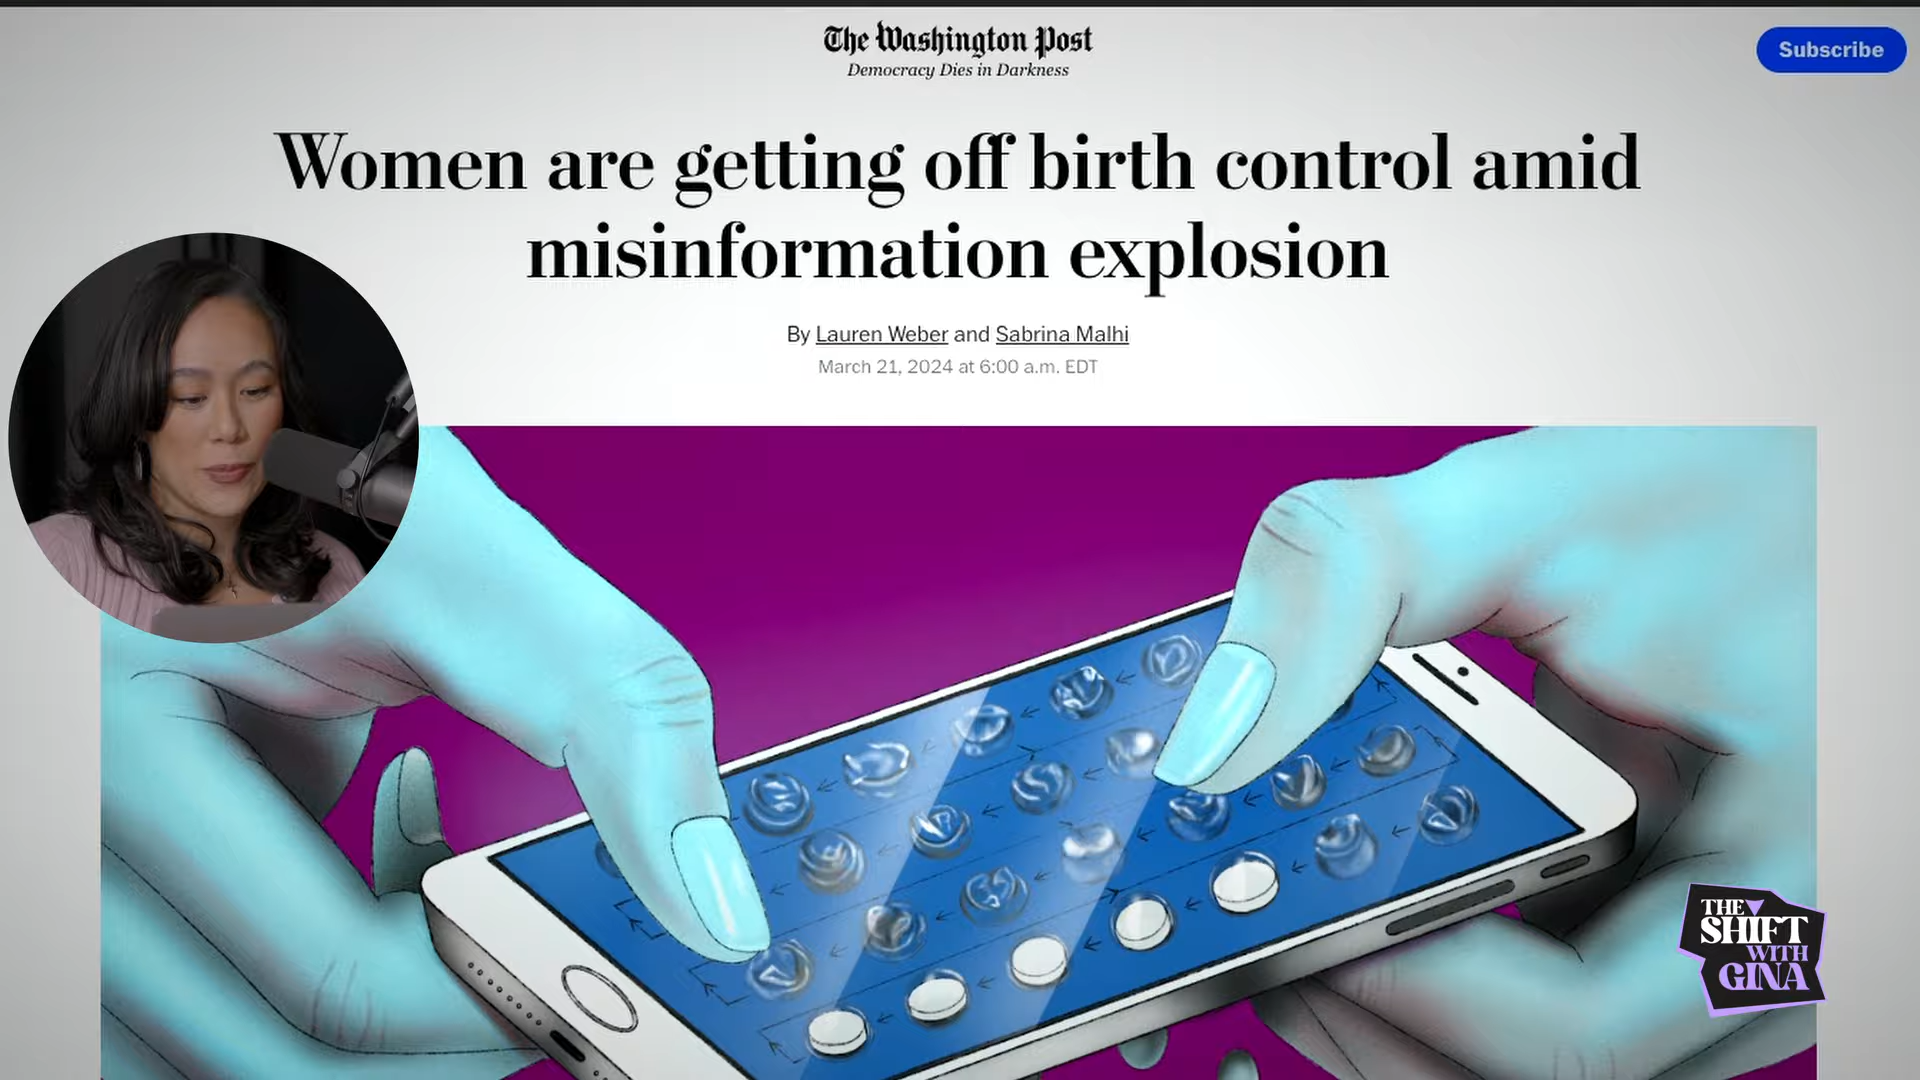 The Washington Post
Democracy Dies in Darkness
Subscribe
Women are getting off birth control amid
misinformation explosion
By Lauren Weber and Sabrina Malhi
March 21, 2024 at 6:00 a.m. EDT
THE
SHIFT
WITH
GINA